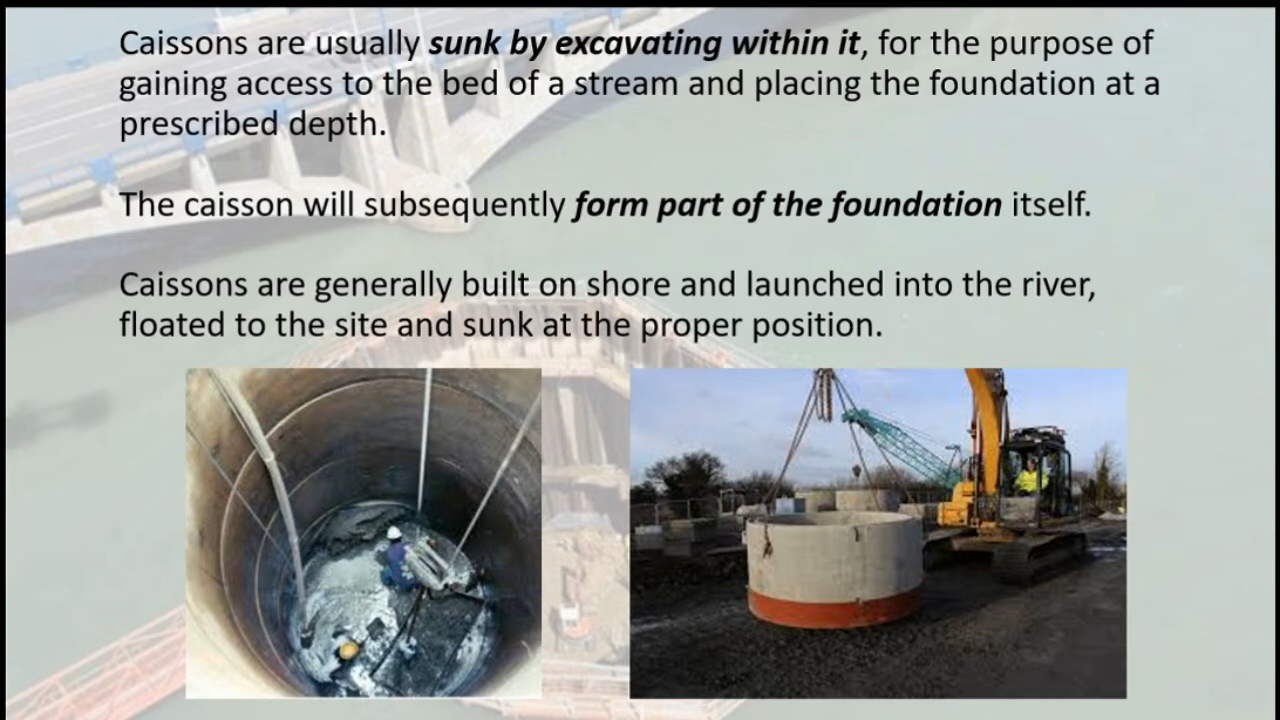 Caissons are usually sunk by excavating within it, for the purpose of
gaining access to the bed of a stream and placing the foundation at a
prescribed depth.
The caisson will subsequently form part of the foundation itself.
Caissons are generally built on shore and launched into the river,
floated to the site and sunk at the proper position.